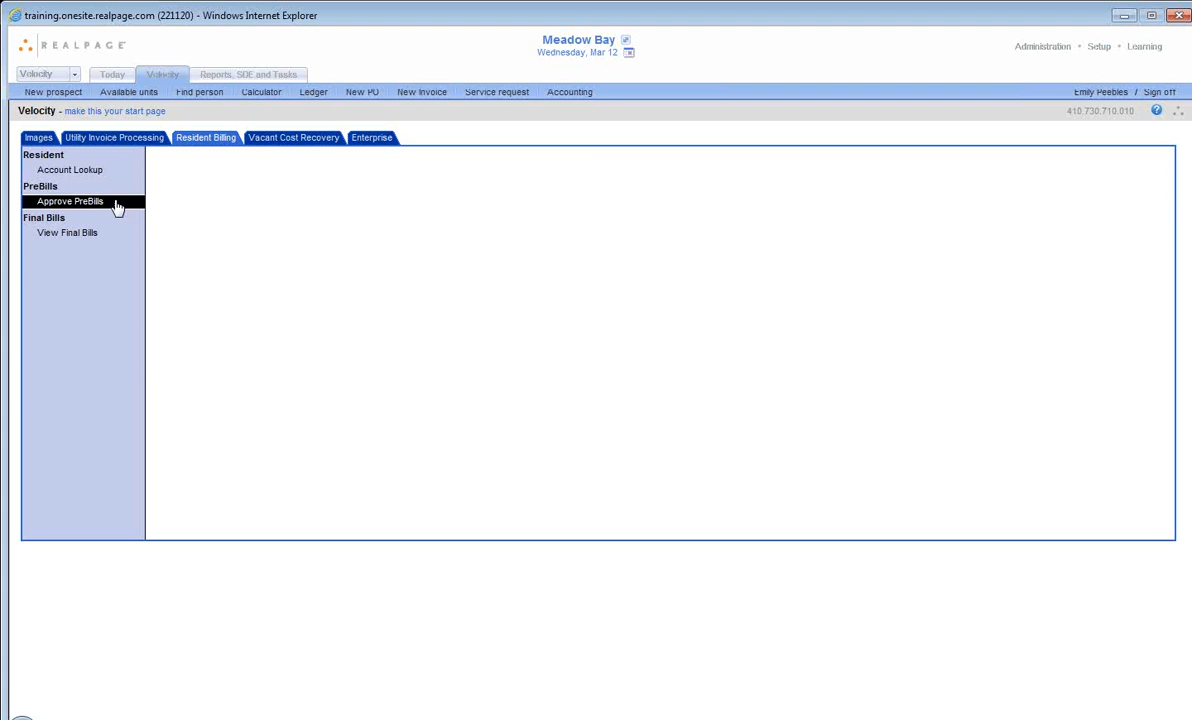 training.onesite.realpage.com (221120) - Windows Internet Explorer
REALPAGE
Meadow Bay
Wednesday, Mar 12
Administration • Setup • Learning
Velocity Today Velocity Reports, SDE and Tasks
New prospect Available units Find person Calculator Ledger New PO New Invoice Service request Accounting Emily Peebles / Sign off
Velocity - make this your start page 410.730.710.010
Images Utility Invoice Processing Resident Billing Vacant Cost Recovery Enterprise
Resident
Account Lookup
PreBills
Approve PreBills
Final Bills
View Final Bills